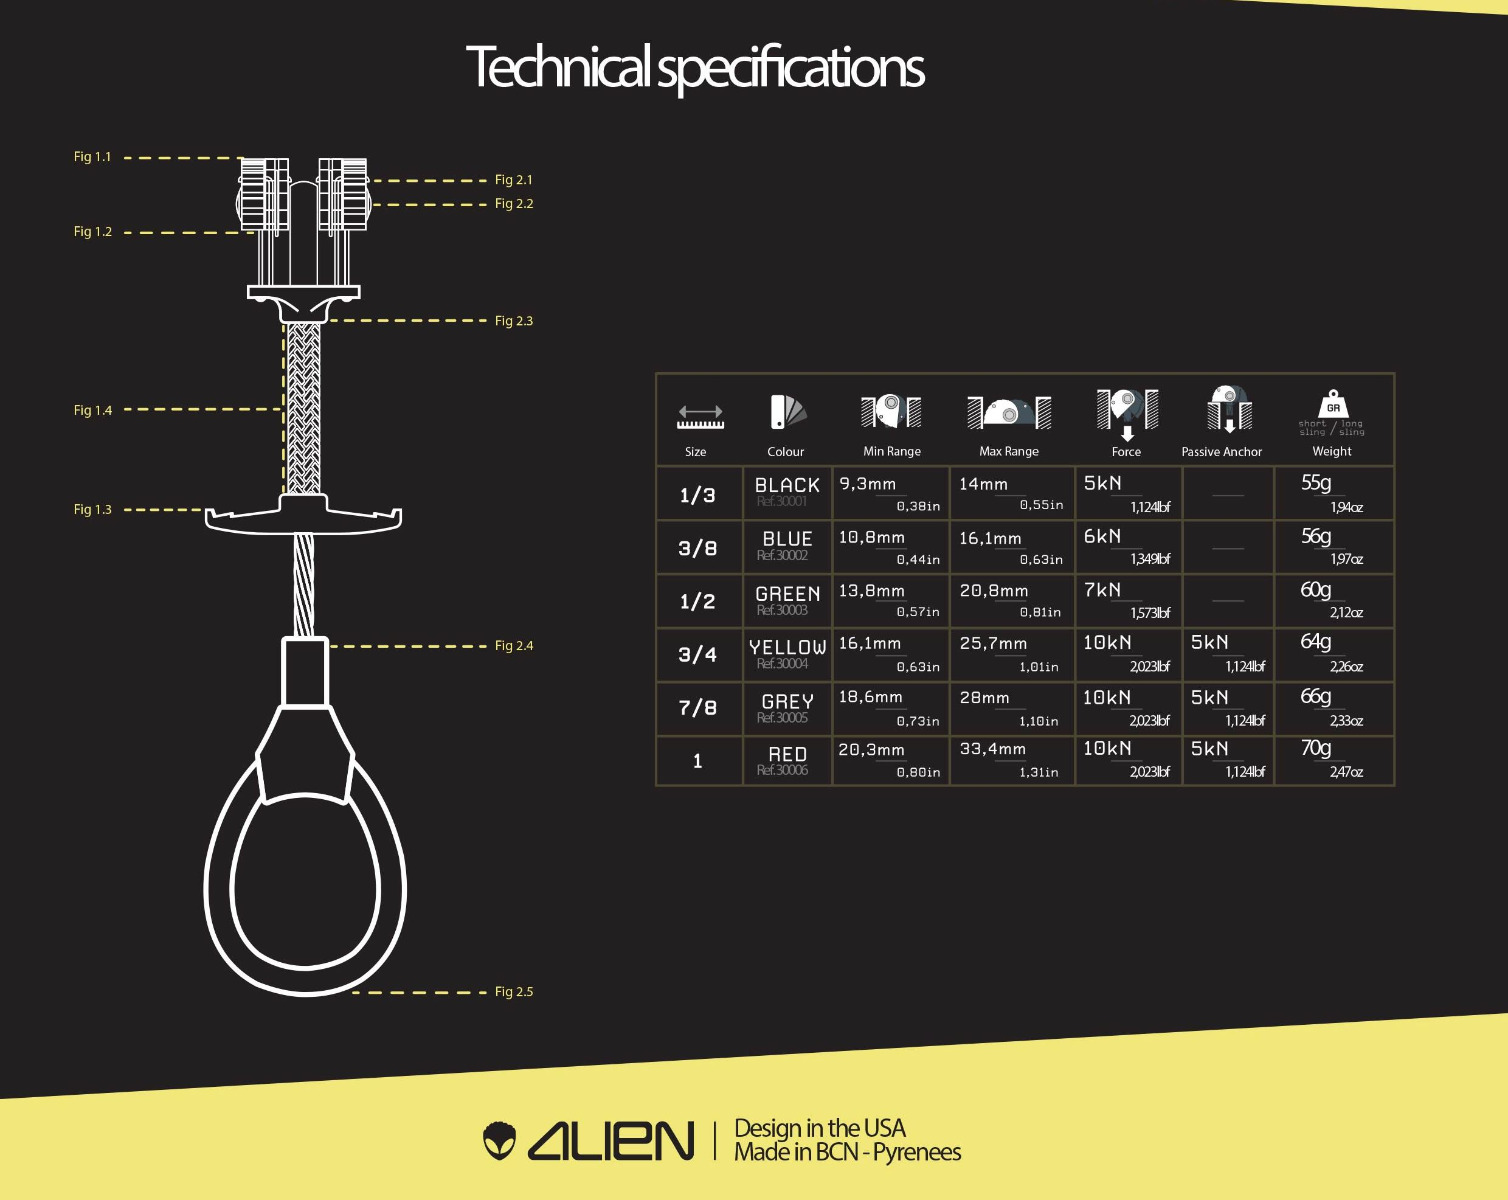 Technical specifications
Fig 1.1
Fig 2.1
Fig 2.2
Fig 1.2
Fig 2.3
Fig 1.4
Fig 1.3
Fig 2.4
Fig 2.5
GR
short / long
sling / sling
Size Colour Min Range Max Range Force Passive Anchor Weight
1/3 BLACK 9,3mm 14mm 5kN 55g
Ref.30001 0,38in 0,55in 1,124lbf 1,94oz
3/8 BLUE 10,8mm 16,1mm 6kN 56g
Ref.30002 0,44in 0,63in 1,349lbf 1,97oz
1/2 GREEN 13,8mm 20,8mm 7kN 60g
Ref.30003 0,57in 0,81in 1,573lbf 2,12oz
3/4 YELLOW 16,1mm 25,7mm 10kN 5kN 64g
Ref.30004 0,63in 1,01in 2,023lbf 1,124lbf 2,26oz
7/8 GREY 18,6mm 28mm 10kN 5kN 66g
Ref.30005 0,73in 1,10in 2,023lbf 1,124lbf 2,33oz
1 RED 20,3mm 33,4mm 10kN 5kN 70g
Ref.30006 0,80in 1,31in 2,023lbf 1,124lbf 2,47oz
ALIEN
Design in the USA
Made in BCN - Pyrenees